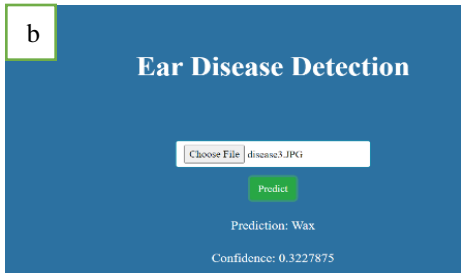 b
Ear Disease Detection
Choose File disease3.JPG
Predict
Prediction: Wax
Confidence: 0.3227875